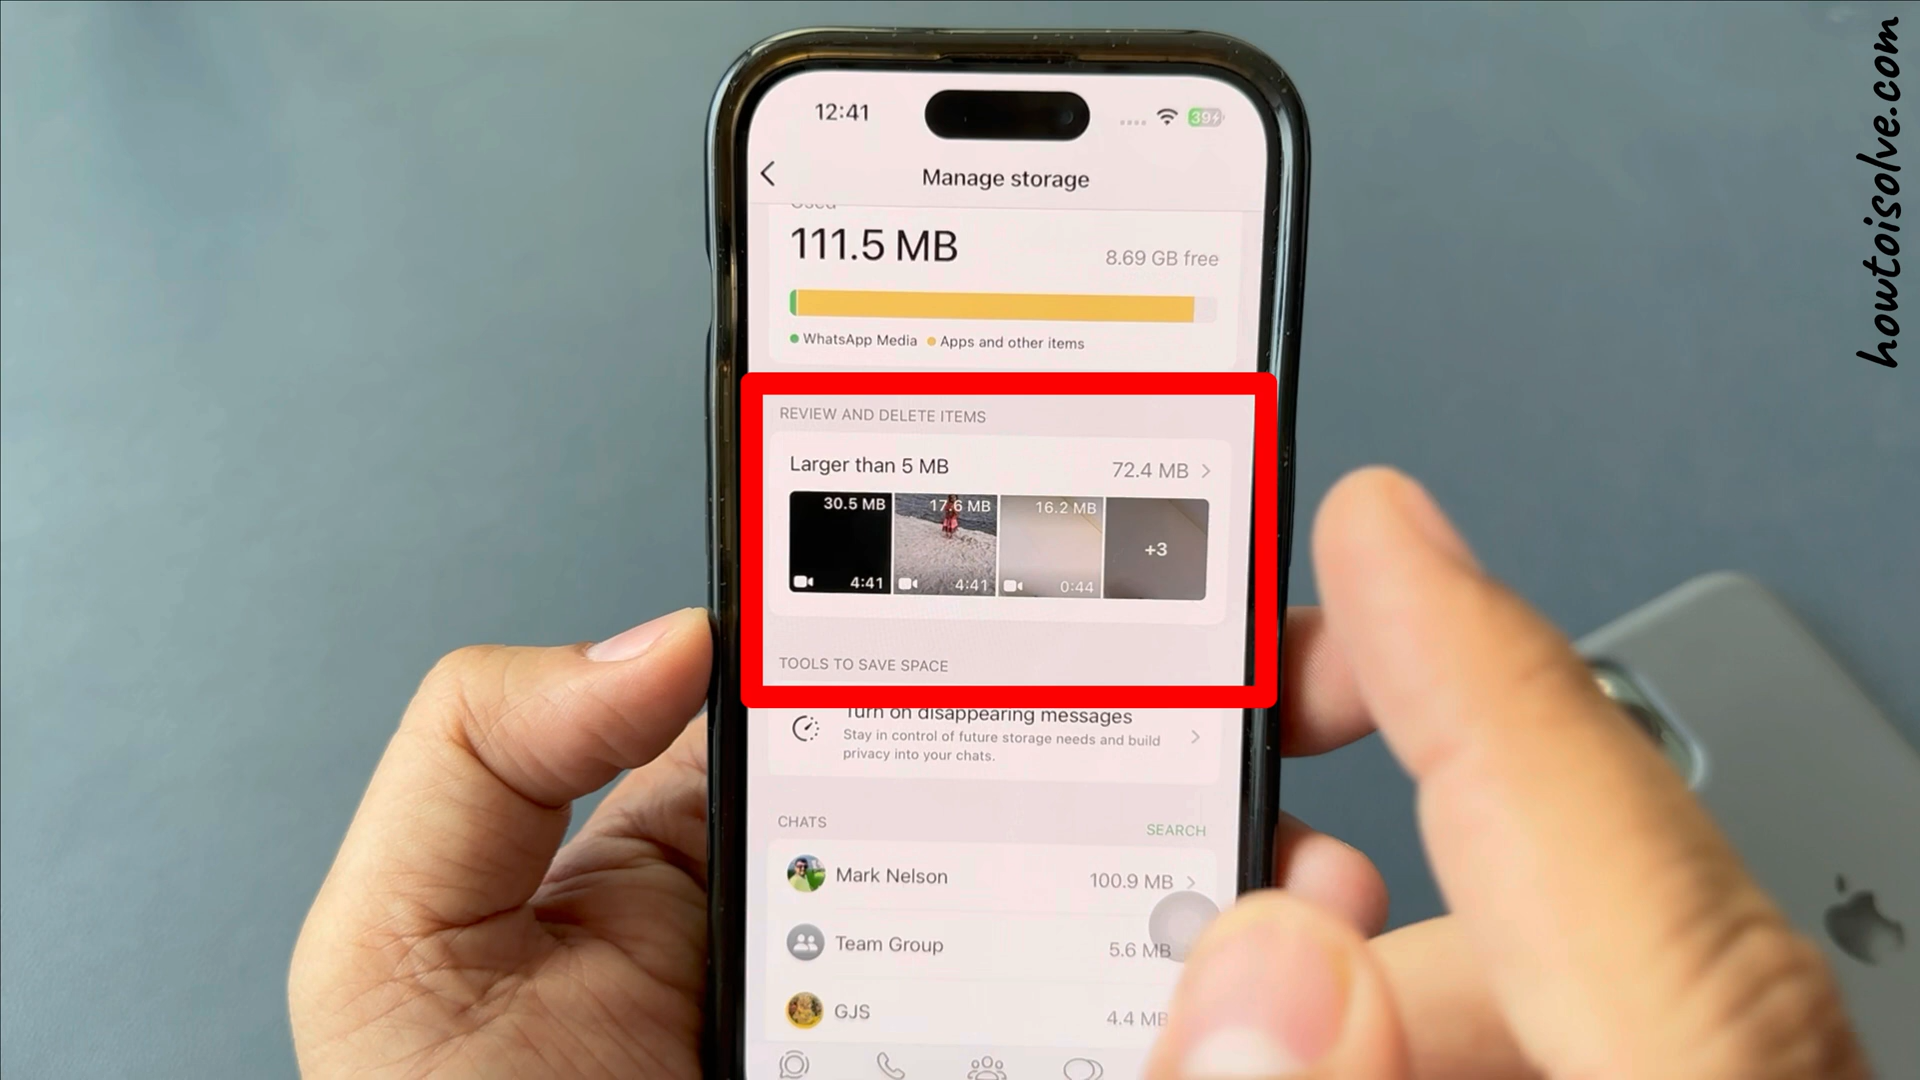 howtoisolve.com
12:41
39
Manage storage
Used
111.5 MB
8.69 GB free
WhatsApp Media
Apps and other items
REVIEW AND DELETE ITEMS
Larger than 5 MB
72.4 MB
30.5 MB
17.6 MB
16.2 MB
+3
4:41
4:41
0:44
TOOLS TO SAVE SPACE
Turn on disappearing messages
Stay in control of future storage needs and build
privacy into your chats.
CHATS
SEARCH
Mark Nelson
100.9 MB
Team Group
5.6 MB
GJS
4.4 MB